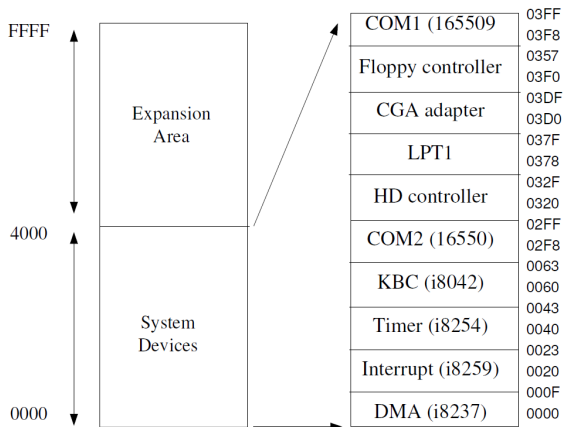 FFFF
4000
0000
Expansion
Area
System
Devices
COM1 (165509
Floppy controller
CGA adapter
LPT1
HD controller
COM2 (16550)
KBC (i8042)
Timer (i8254)
Interrupt (i8259)
DMA (i8237)
03FF
03F8
0357
03F0
03DF
03D0
037F
0378
032F
0320
02FF
02F8
0063
0060
0043
0040
0023
0020
000F
0000